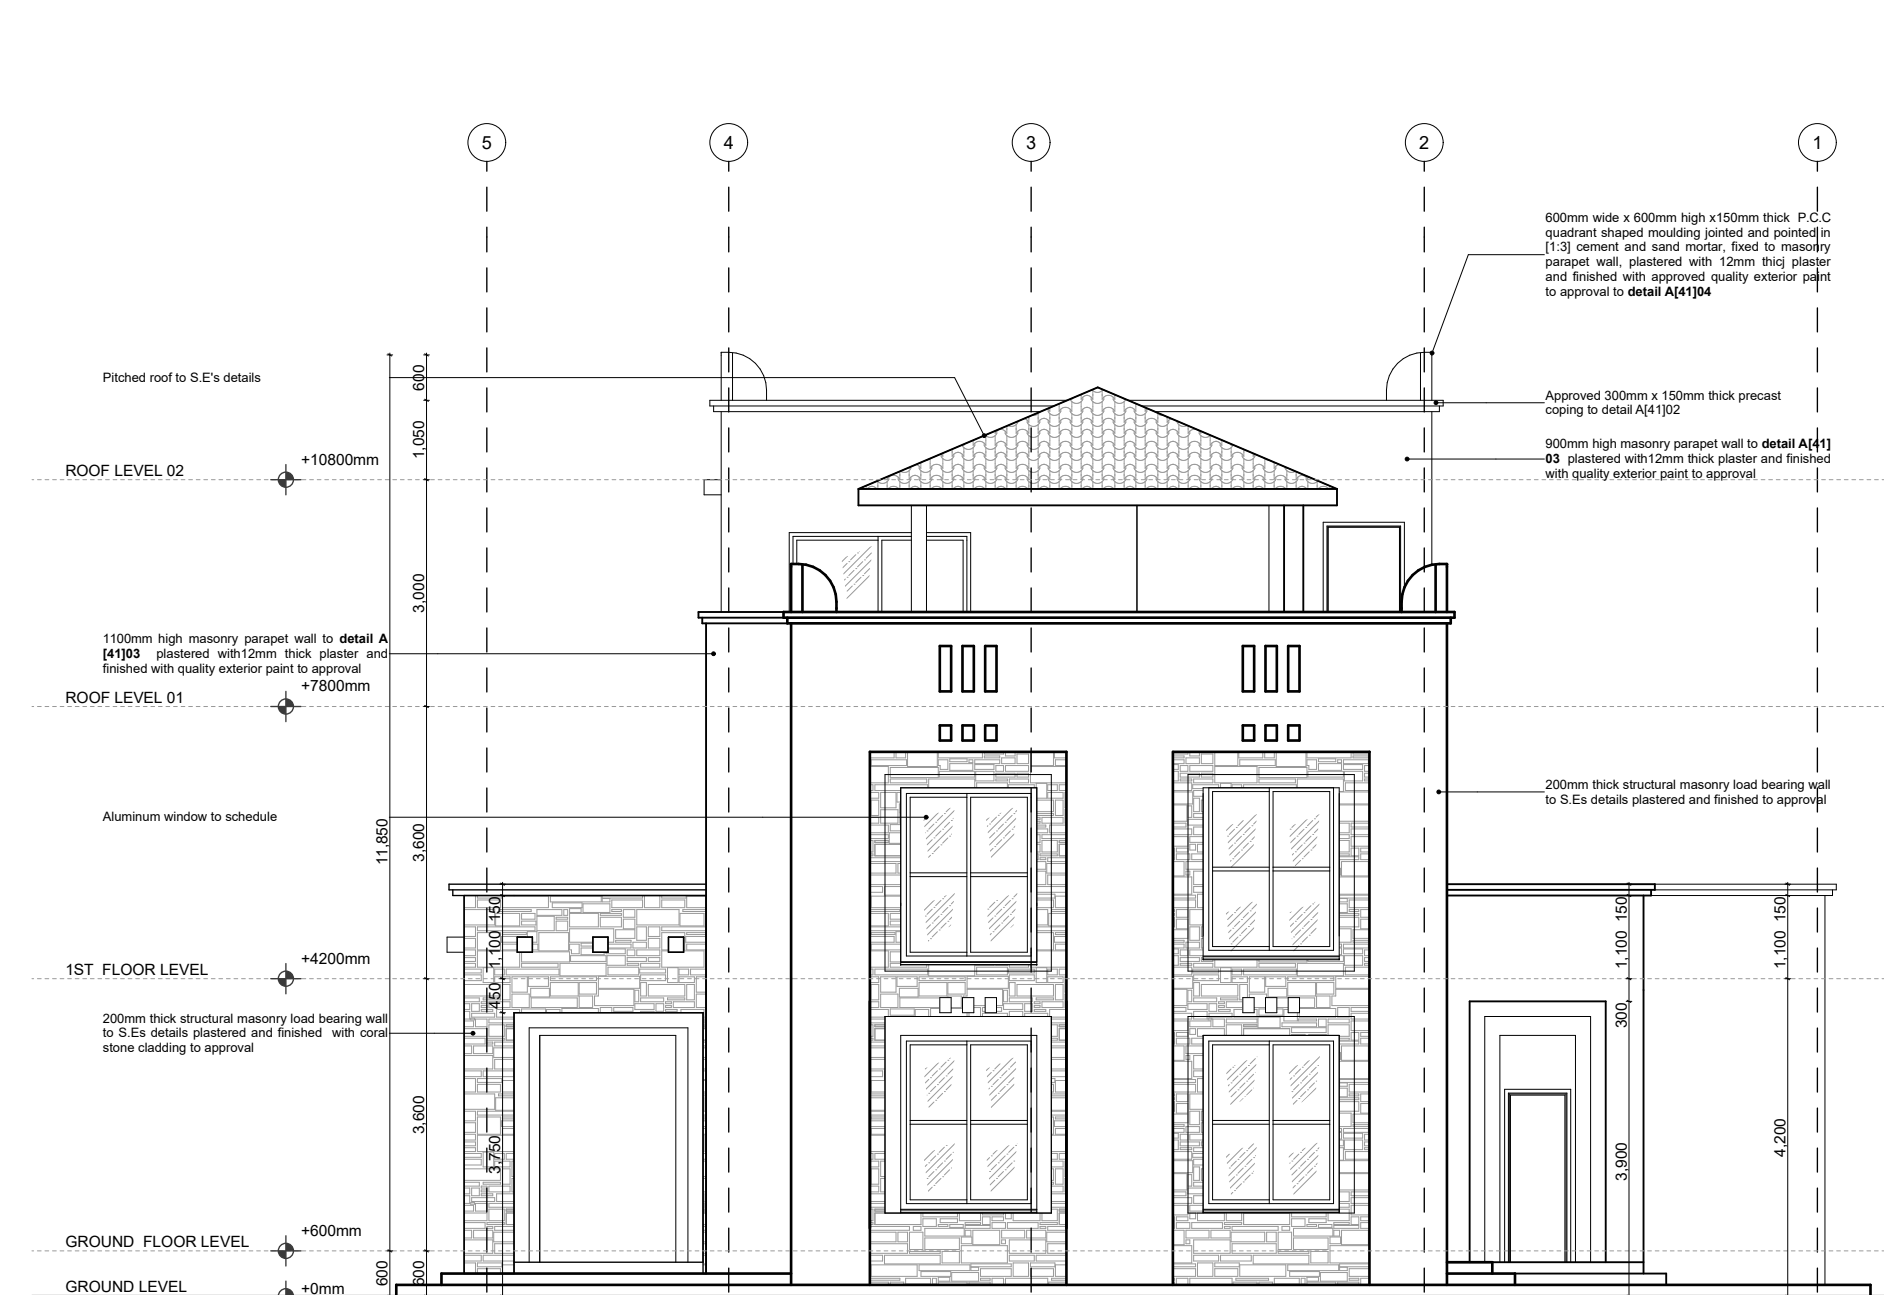 5 4 3 2 1
600mm wide x 600mm high x150mm thick P.C.C
quadrant shaped moulding jointed and pointed in
[1:3] cement and sand mortar, fixed to masonry
parapet wall, plastered with 12mm thicj plaster
and finished with approved quality exterior paint
to approval to detail A[41]04
Pitched roof to S.E's details
600
Approved 300mm x 150mm thick precast
coping to detail A[41]02
1,050
900mm high masonry parapet wall to detail A[41]
03 plastered with12mm thick plaster and finished
with quality exterior paint to approval
ROOF LEVEL 02
+10800mm
3,000
1100mm high masonry parapet wall to detail A
[41]03 plastered with12mm thick plaster and
finished with quality exterior paint to approval
ROOF LEVEL 01
+7800mm
200mm thick structural masonry load bearing wall
to S.Es details plastered and finished to approval
Aluminum window to schedule
11,850
3,600
150
1,100
450
3,750
150
1,100
300
3,900
150
1,100
4,200
1ST FLOOR LEVEL
+4200mm
200mm thick structural masonry load bearing wall
to S.Es details plastered and finished with coral
stone cladding to approval
3,600
GROUND FLOOR LEVEL
+600mm
600
600
GROUND LEVEL
+0mm